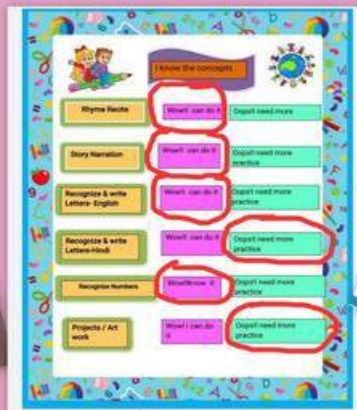 I know the concepts
Rhyme Recite
Wow!I can do it
Oops!I need more
Story Narration
Wow!I can do it
Oops!I need more
practice
Recognize & write
Letters- English
Wow!I can do it
Oops!I need more
practice
Recognize & write
Letters-Hindi
Wow!I can do it
Oops!I need more
practice
Recognize Numbers
Wow!Iknow it
Oops!I need more
practice
Projects / Art
work
Wow! I can do
it
Oops!I need more
practice